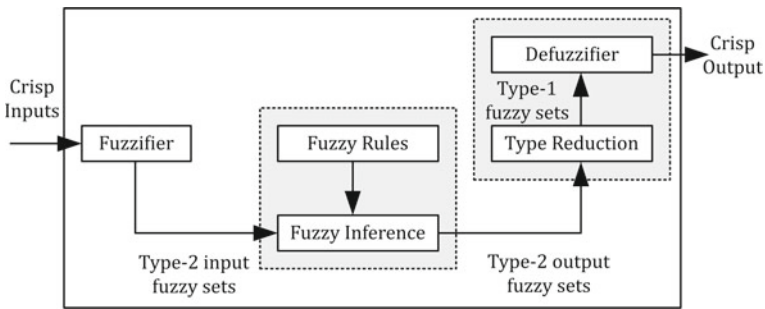 Crisp
Inputs
Fuzzifier
Type-2 input
fuzzy sets
Fuzzy Rules
Fuzzy Inference
Type-2 output
fuzzy sets
Type Reduction
Type-1
fuzzy sets
Defuzzifier
Crisp
Output